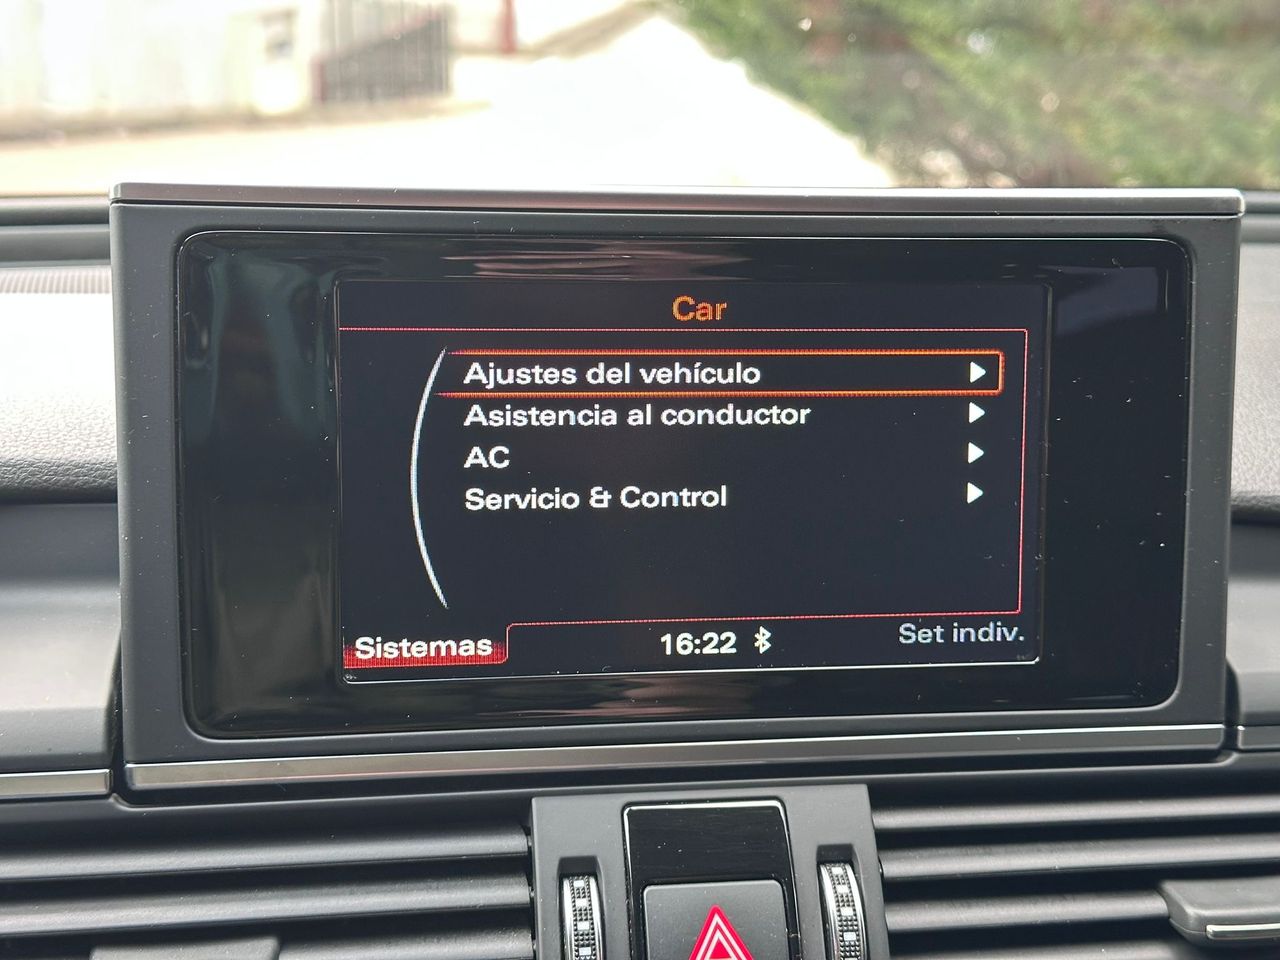 Car
Ajustes del vehículo
Asistencia al conductor
AC
Servicio & Control
Sistemas
16:22
Set indiv.